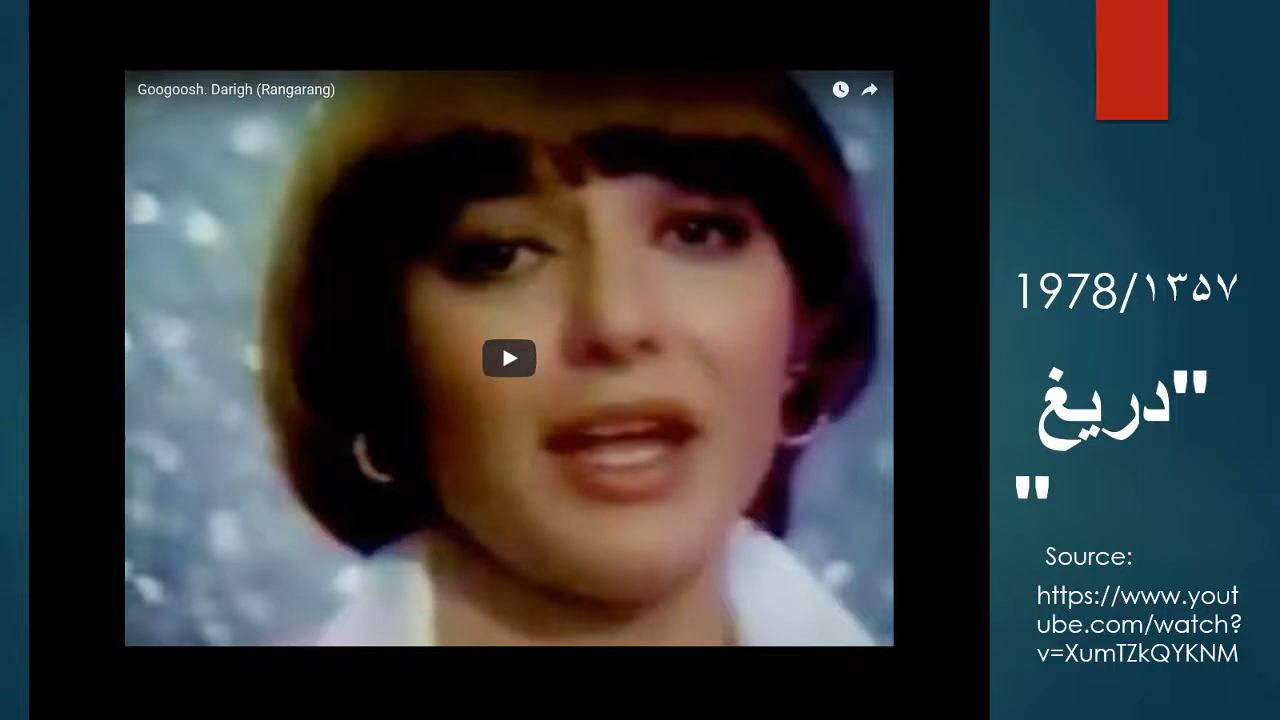 Googoosh. Darigh (Rangarang)
1978/۱۳۵۷
"دریغ
"
Source:
https://www.yout
ube.com/watch?
v=XumTZkQYKNM